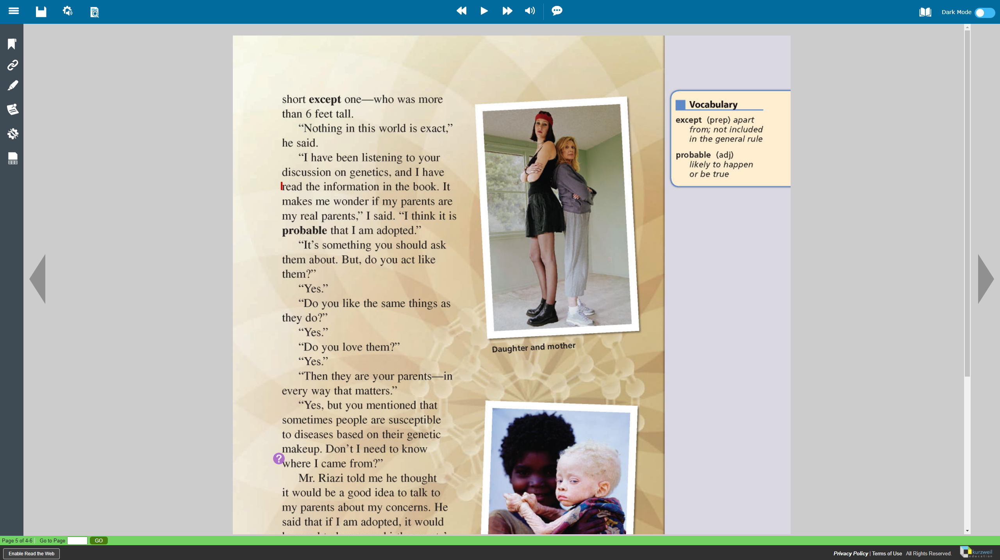 Dark Mode
short except one—who was more
than 6 feet tall.
“Nothing in this world is exact,”
he said.
“I have been listening to your
discussion on genetics, and I have
read the information in the book. It
makes me wonder if my parents are
my real parents,” I said. “I think it is
probable that I am adopted.”
“It’s something you should ask
them about. But, do you act like
them?”
“Yes.”
“Do you like the same things as
they do?”
“Yes.”
“Do you love them?”
“Yes.”
“Then they are your parents—in
every way that matters.”
“Yes, but you mentioned that
sometimes people are susceptible
to diseases based on their genetic
makeup. Don’t I need to know
?
where I came from?”
Mr. Riazi told me he thought
it would be a good idea to talk to
my parents about my concerns. He
said that if I am adopted, it would
Daughter and mother
Vocabulary
except (prep) apart
from; not included
in the general rule
probable (adj)
likely to happen
or be true
Page 5 of 4-6 Go to Page GO
Enable Read the Web
Privacy Policy | Terms of Use All Rights Reserved.
kurzweil
education